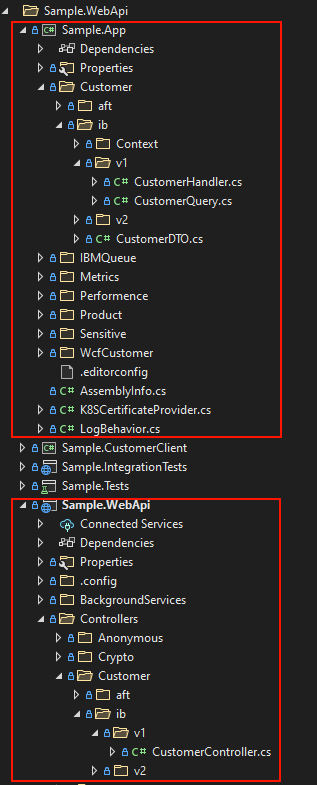 Sample.WebApi
C# Sample.App
Dependencies
Properties
Customer
aft
ib
Context
v1
C# CustomerHandler.cs
C# CustomerQuery.cs
v2
C# CustomerDTO.cs
IBMQueue
Metrics
Performence
Product
Sensitive
WcfCustomer
.editorconfig
C# AssemblyInfo.cs
C# K8SCertificateProvider.cs
C# LogBehavior.cs
C# Sample.CustomerClient
Sample.IntegrationTests
Sample.Tests
Sample.WebApi
Connected Services
Dependencies
Properties
.config
BackgroundServices
Controllers
Anonymous
Crypto
Customer
aft
ib
v1
C# CustomerController.cs
v2